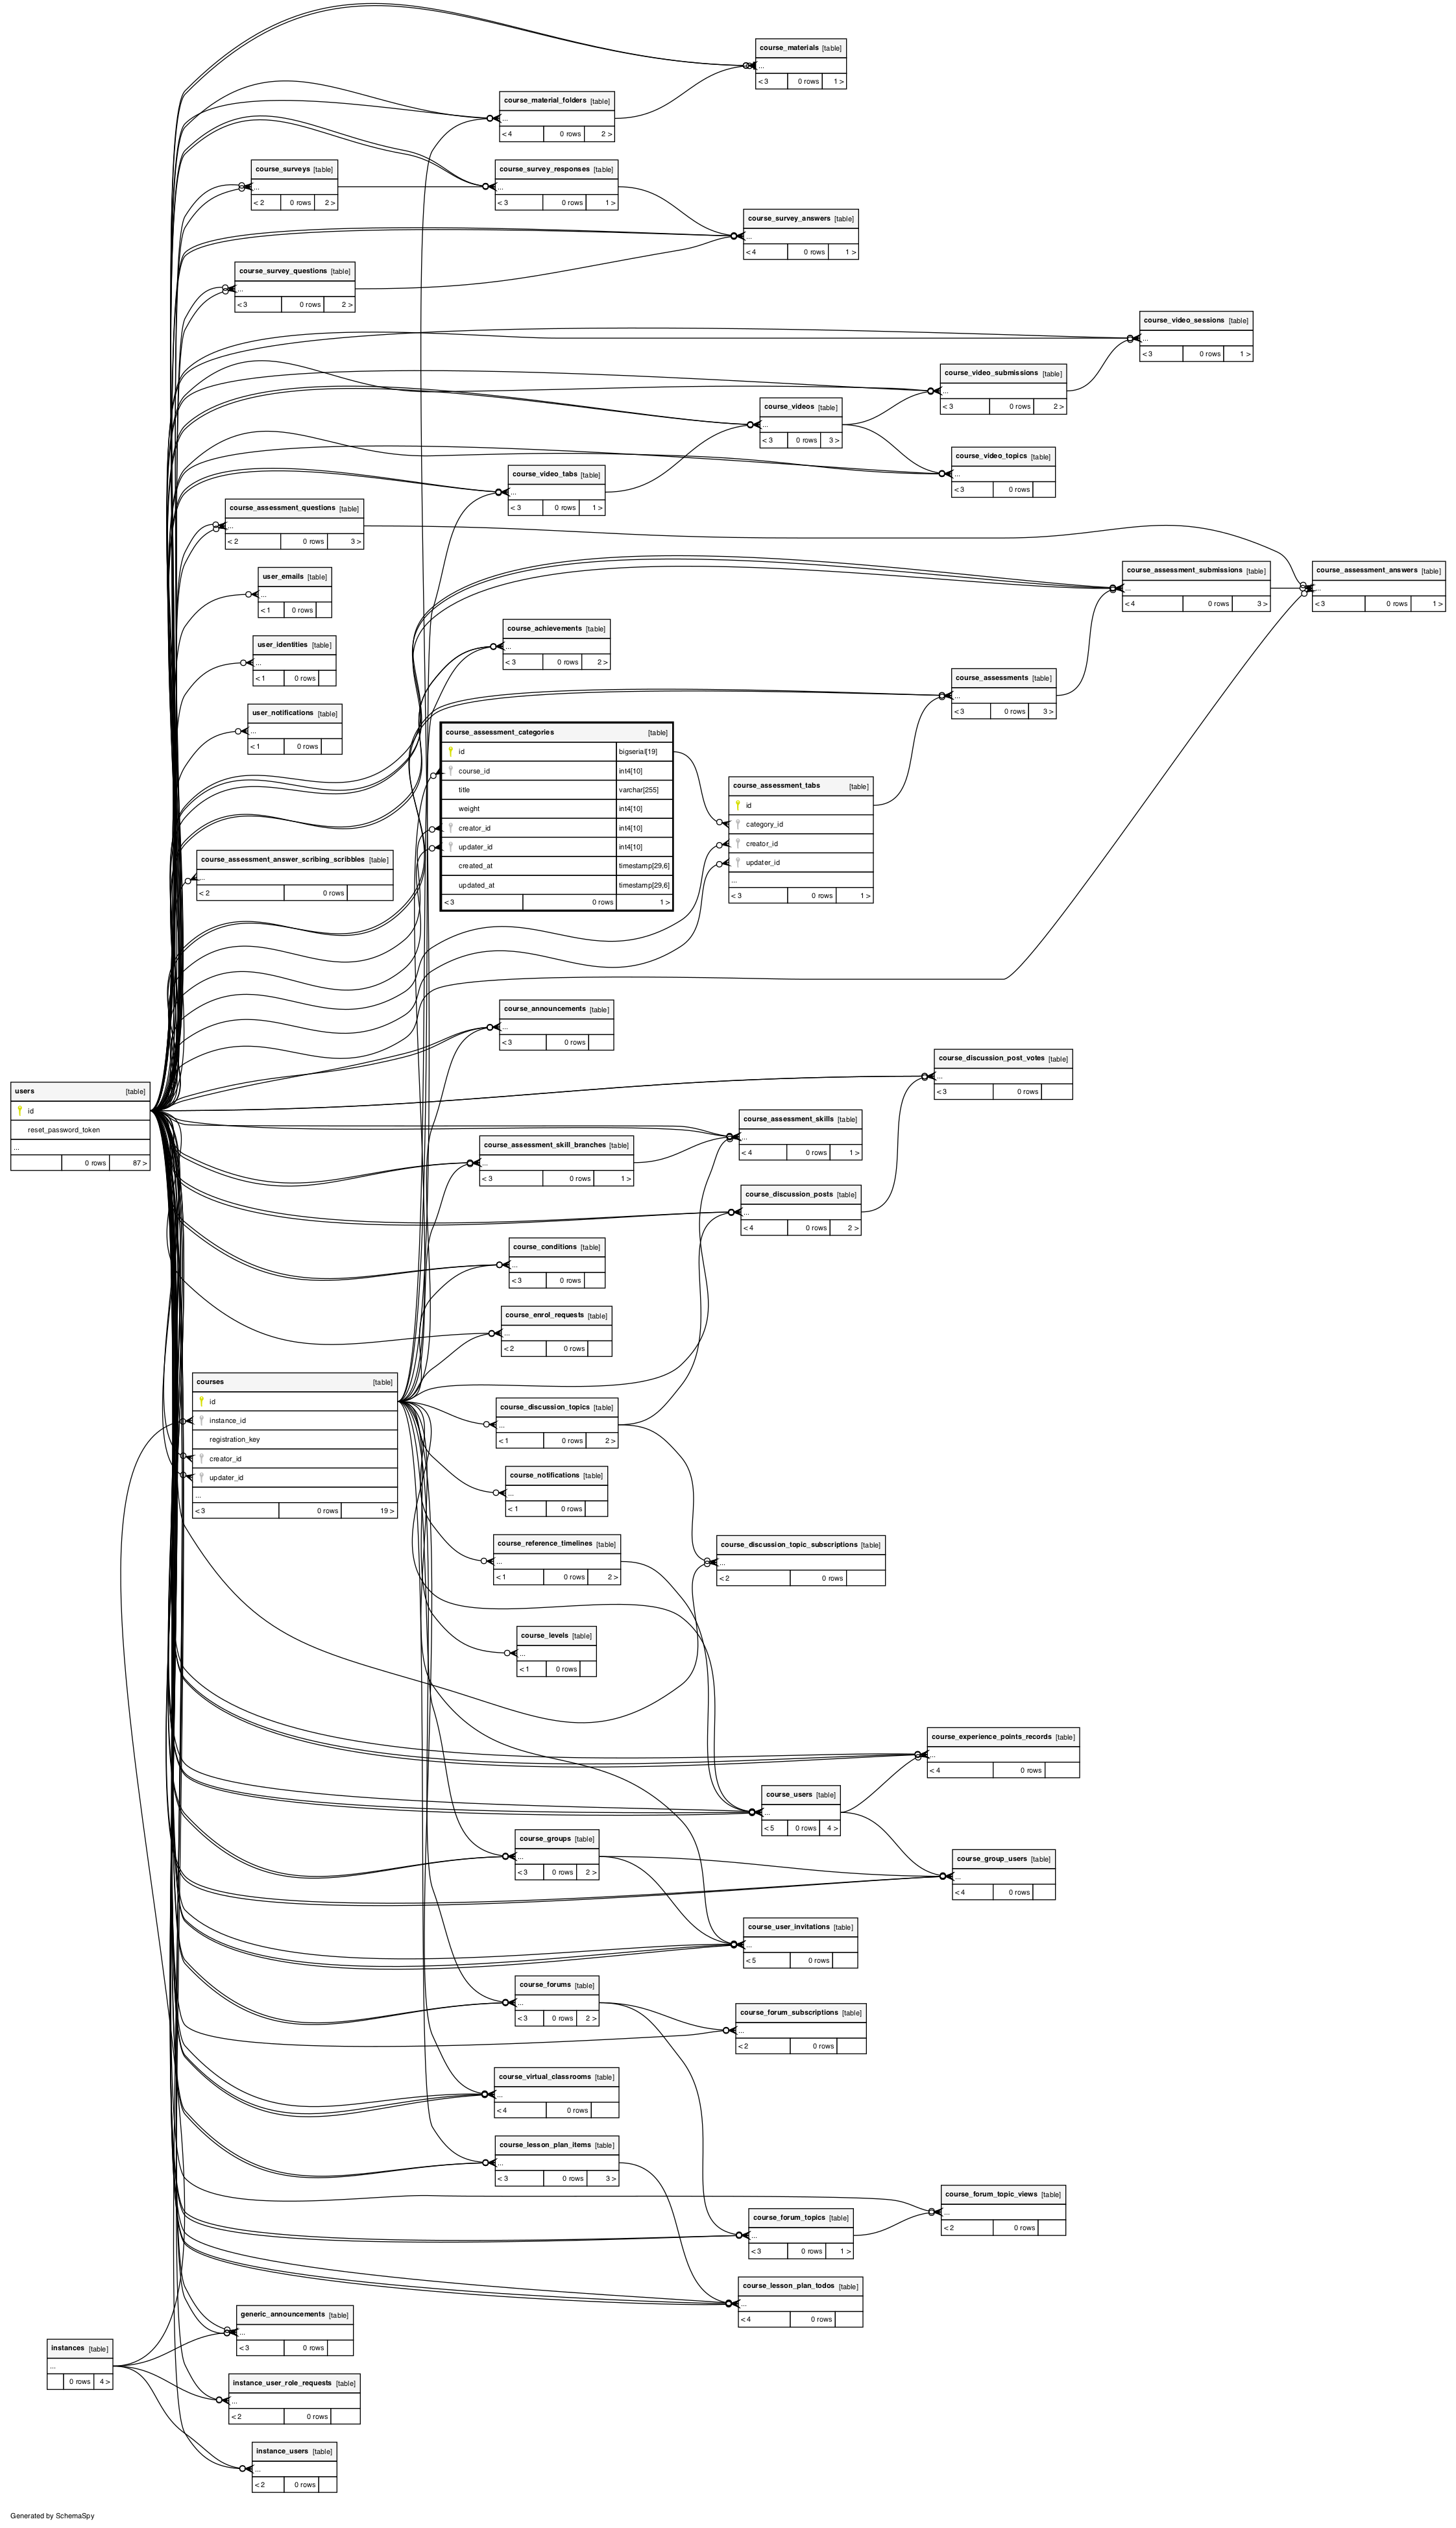 course_materials [table]
...
< 3 0 rows 1 >
course_material_folders [table]
...
< 4 0 rows 2 >
course_surveys [table]
...
< 2 0 rows 2 >
course_survey_responses [table]
...
< 3 0 rows 1 >
course_survey_answers [table]
...
< 4 0 rows 1 >
course_survey_questions [table]
...
< 3 0 rows 2 >
course_video_sessions [table]
...
< 3 0 rows 1 >
course_video_submissions [table]
...
< 3 0 rows 2 >
course_videos [table]
...
< 3 0 rows 3 >
course_video_topics [table]
...
< 3 0 rows
course_video_tabs [table]
...
< 3 0 rows 1 >
course_assessment_questions [table]
...
< 2 0 rows 3 >
user_emails [table]
...
< 1 0 rows
course_assessment_submissions [table]
...
< 4 0 rows 3 >
course_assessment_answers [table]
...
< 3 0 rows 1 >
course_achievements [table]
...
< 3 0 rows 2 >
user_identities [table]
...
< 1 0 rows
course_assessments [table]
...
< 3 0 rows 3 >
user_notifications [table]
...
< 1 0 rows
course_assessment_categories [table]
id bigserial[19]
course_id int4[10]
title varchar[255]
weight int4[10]
creator_id int4[10]
updater_id int4[10]
created_at timestamp[29,6]
updated_at timestamp[29,6]
< 3 0 rows 1 >
course_assessment_tabs [table]
id
category_id
creator_id
updater_id
...
< 3 0 rows 1 >
course_assessment_answer_scribing_scribbles [table]
...
< 2 0 rows
course_announcements [table]
...
< 3 0 rows
course_discussion_post_votes [table]
...
< 3 0 rows
users [table]
id
reset_password_token
...
0 rows 87 >
course_assessment_skills [table]
...
< 4 0 rows 1 >
course_assessment_skill_branches [table]
...
< 3 0 rows 1 >
course_discussion_posts [table]
...
< 4 0 rows 2 >
course_conditions [table]
...
< 3 0 rows
course_enrol_requests [table]
...
< 2 0 rows
courses [table]
id
instance_id
registration_key
creator_id
updater_id
...
< 3 0 rows 19 >
course_discussion_topics [table]
...
< 1 0 rows 2 >
course_notifications [table]
...
< 1 0 rows
course_reference_timelines [table]
...
< 1 0 rows 2 >
course_discussion_topic_subscriptions [table]
...
< 2 0 rows
course_levels [table]
...
< 1 0 rows
course_experience_points_records [table]
...
< 4 0 rows
course_users [table]
...
< 5 0 rows 4 >
course_groups [table]
...
< 3 0 rows 2 >
course_group_users [table]
...
< 4 0 rows
course_user_invitations [table]
...
< 5 0 rows
course_forums [table]
...
< 3 0 rows 2 >
course_forum_subscriptions [table]
...
< 2 0 rows
course_virtual_classrooms [table]
...
< 4 0 rows
course_lesson_plan_items [table]
...
< 3 0 rows 3 >
course_forum_topic_views [table]
...
< 2 0 rows
course_forum_topics [table]
...
< 3 0 rows 1 >
course_lesson_plan_todos [table]
...
< 4 0 rows
generic_announcements [table]
...
< 3 0 rows
instances [table]
...
0 rows 4 >
instance_user_role_requests [table]
...
< 2 0 rows
instance_users [table]
...
< 2 0 rows
Generated by SchemaSpy